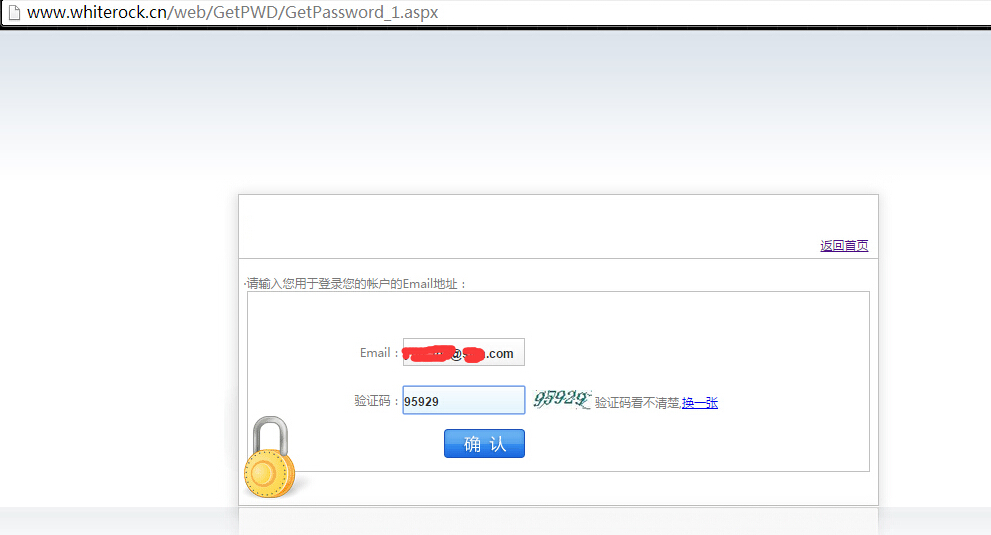 www.whiterock.cn/web/GetPWD/GetPassword_1.aspx
返回首页
·请输入您用于登录您的帐户的Email地址：
Email： @ .com
验证码：95929 95929 验证码看不清楚,换一张
确 认